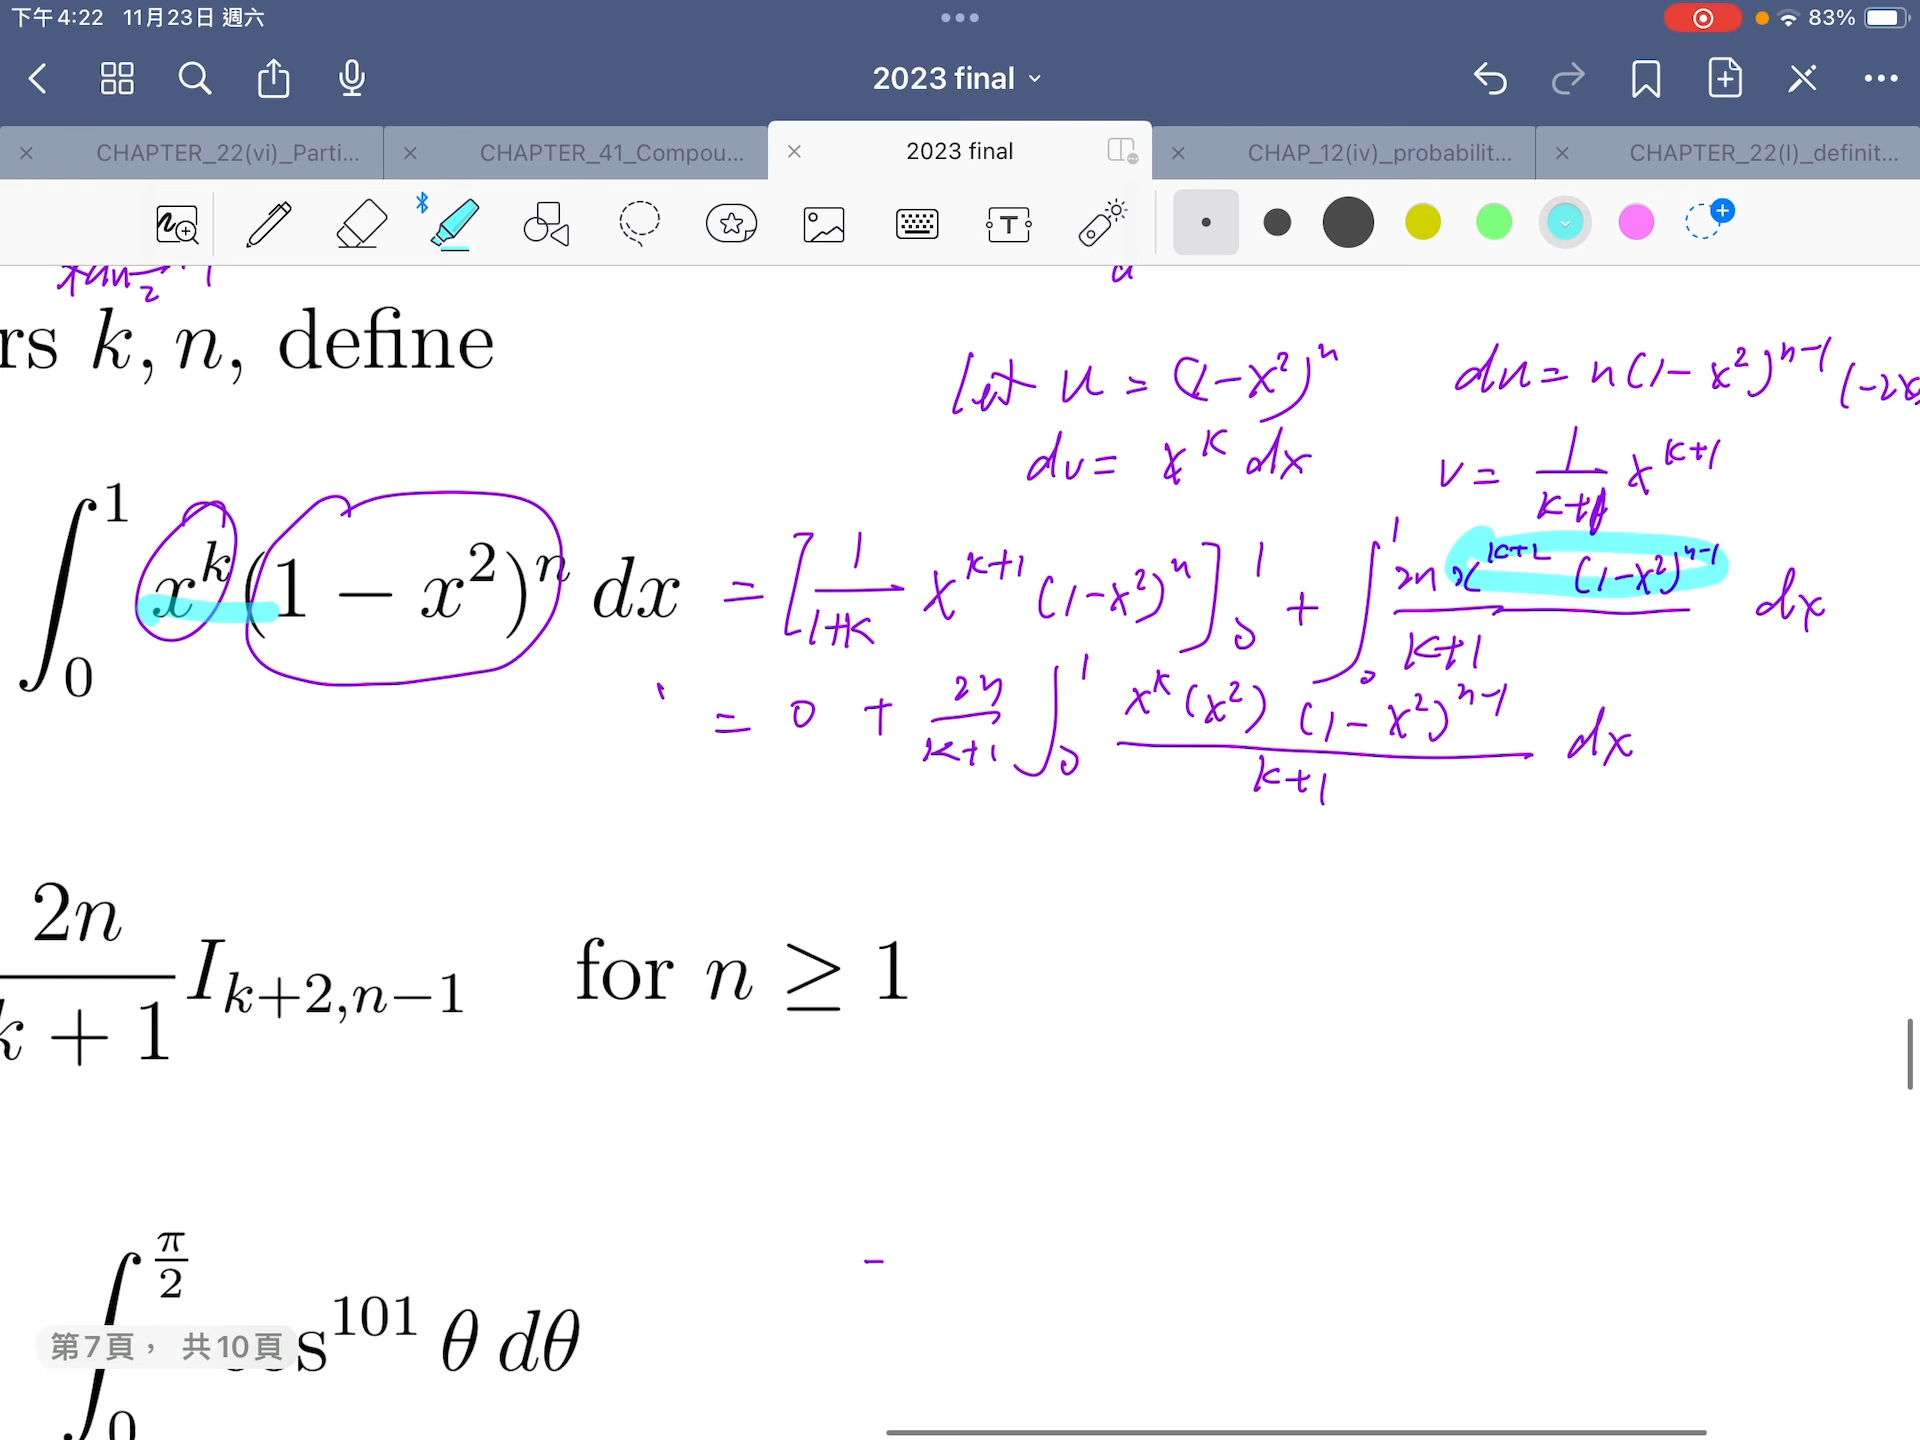 下午4:22 11月23日 週六
83%
2023 final
CHAPTER_22(vi)_Parti...
CHAPTER_41_Compou...
2023 final
CHAP_12(iv)_probabilit...
CHAPTER_22(I)_definit...
rs k, n, define
let u = (1-x²)ⁿ du = n(1-x²)ⁿ⁻¹ (-2x
dv = x^k dx v = 1/(k+1) x^(k+1)
∫₀¹ x^k (1 − x²)ⁿ dx = [1/(1+k) x^(k+1) (1-x²)ⁿ]₀¹ + ∫₀¹ 2n x^(k+2) (1-x²)ⁿ⁻¹/(k+1) dx
= 0 + 2n/(k+1) ∫₀¹ x^k (x²) (1-x²)ⁿ⁻¹/(k+1) dx
2n/(k + 1) I_{k+2,n−1} for n ≥ 1
∫₀^(π/2) cos¹⁰¹ θ dθ
第7頁， 共10頁